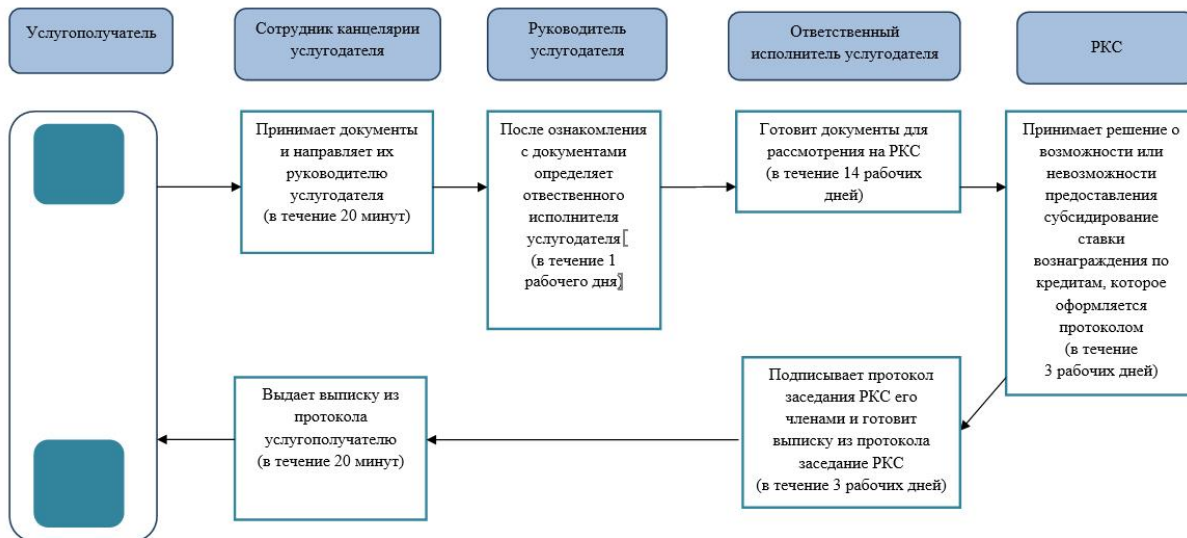 Услугополучатель
Сотрудник канцелярии
услугодателя
Руководитель
услугодателя
Ответственный
исполнитель услугодателя
РКС
Принимает документы
и направляет их
руководителю
услугодателя
(в течение 20 минут)
После ознакомления
с документами
определяет
отвественного
исполнителя
услугодателя[
(в течение 1
рабочего дня)]
Готовит документы для
рассмотрения на РКС
(в течение 14 рабочих
дней)
Принимает решение о
возможности или
невозможности
предоставления
субсидирование
ставки
вознаграждения по
кредитам, которое
оформляется
протоколом
(в течение
3 рабочих дней)
Выдает выписку из
протокола
услугополучателю
(в течение 20 минут)
Подписывает протокол
заседания РКС его
членами и готовит
выписку из протокола
заседание РКС
(в течение 3 рабочих дней)